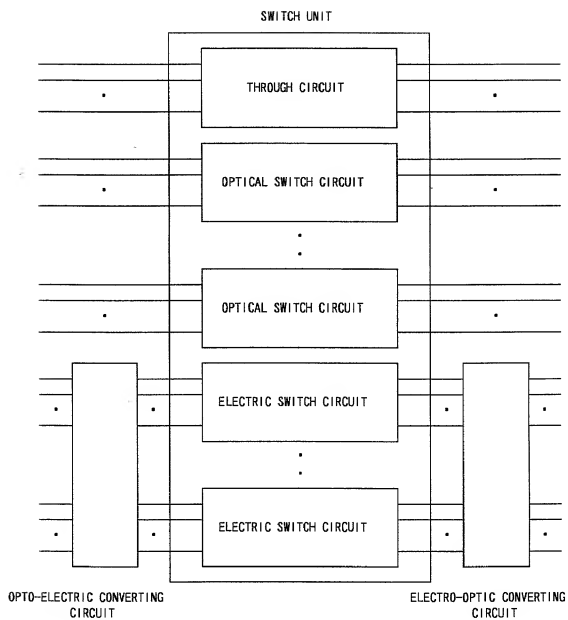 SWITCH UNIT
THROUGH CIRCUIT
OPTICAL SWITCH CIRCUIT
OPTICAL SWITCH CIRCUIT
ELECTRIC SWITCH CIRCUIT
ELECTRIC SWITCH CIRCUIT
OPTO-ELECTRIC CONVERTING
CIRCUIT
ELECTRO-OPTIC CONVERTING
CIRCUIT